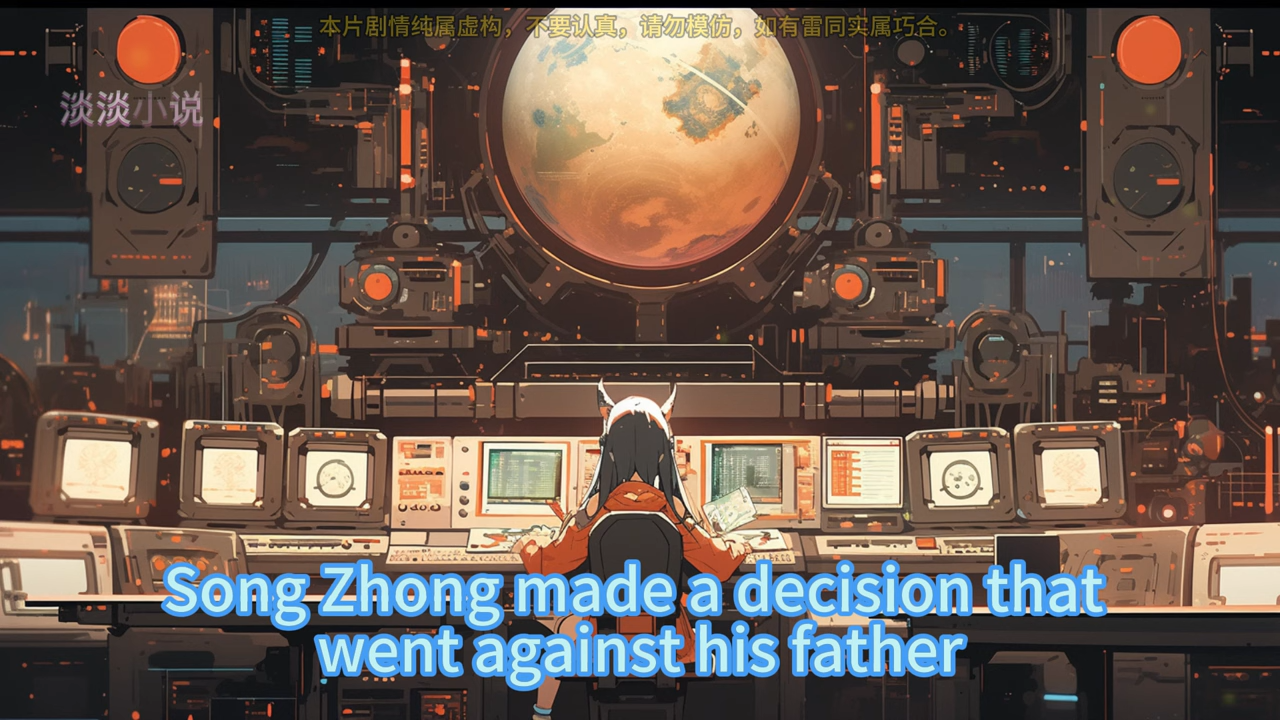 本片剧情纯属虚构，不要认真，请勿模仿，如有雷同实属巧合。
淡淡小说
Song Zhong made a decision that
went against his father